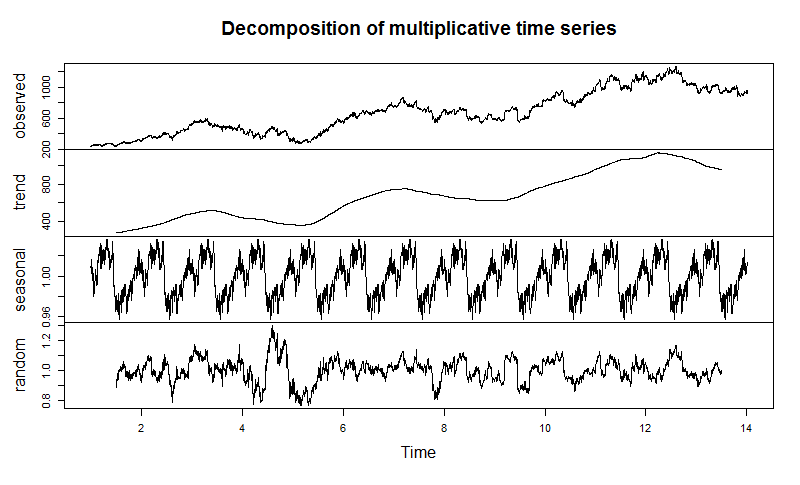 Decomposition of multiplicative time series
observed
1000
600
200
trend
800
400
seasonal
1.00
0.96
random
1.2
1.0
0.8
2 4 6 8 10 12 14
Time